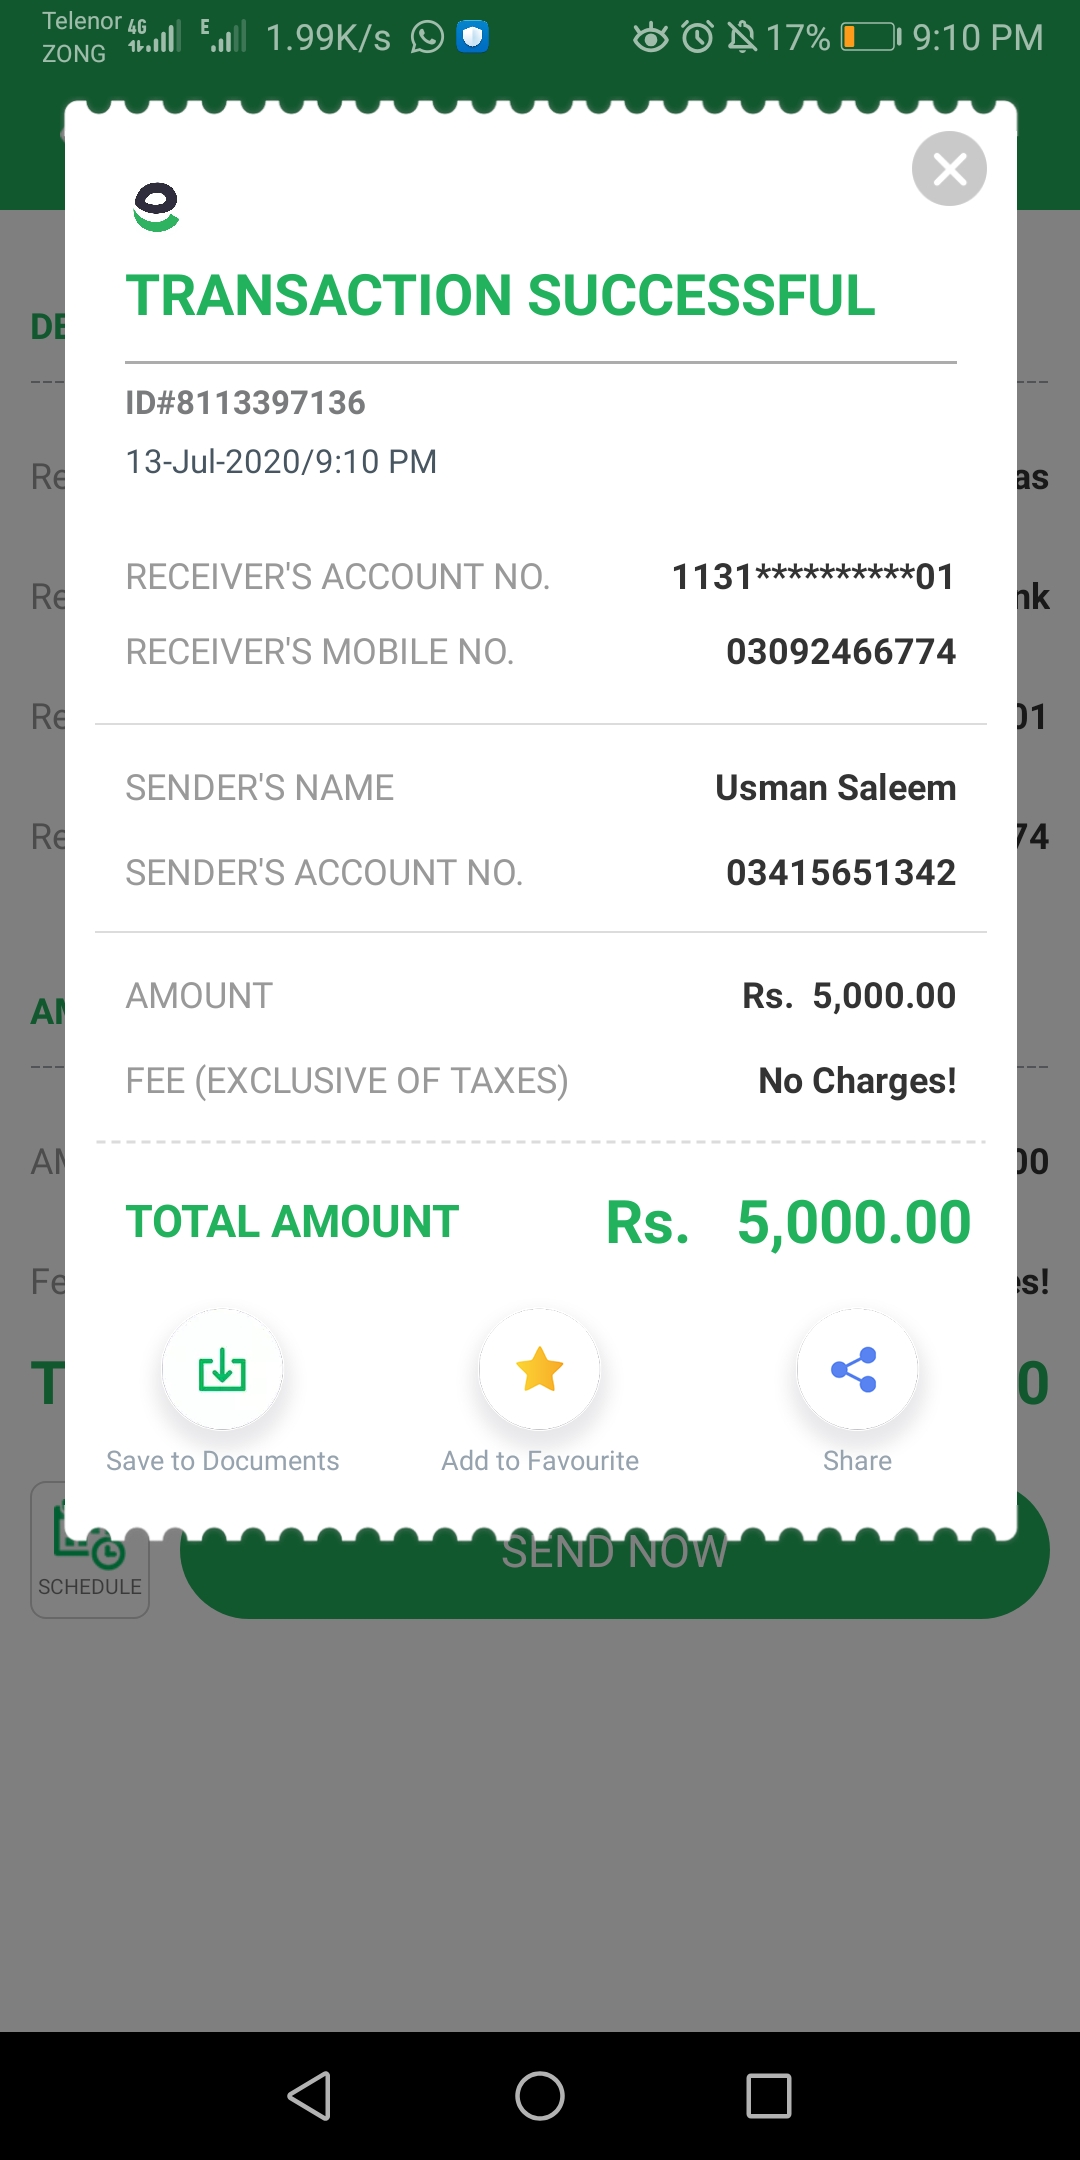 Telenor 4G E 1.99K/s 17% 9:10 PM
ZONG
TRANSACTION SUCCESSFUL
ID#8113397136
13-Jul-2020/9:10 PM
RECEIVER'S ACCOUNT NO. 1131**********01
RECEIVER'S MOBILE NO. 03092466774
SENDER'S NAME Usman Saleem
SENDER'S ACCOUNT NO. 03415651342
AMOUNT Rs. 5,000.00
FEE (EXCLUSIVE OF TAXES) No Charges!
TOTAL AMOUNT Rs. 5,000.00
Save to Documents Add to Favourite Share
SEND NOW
SCHEDULE